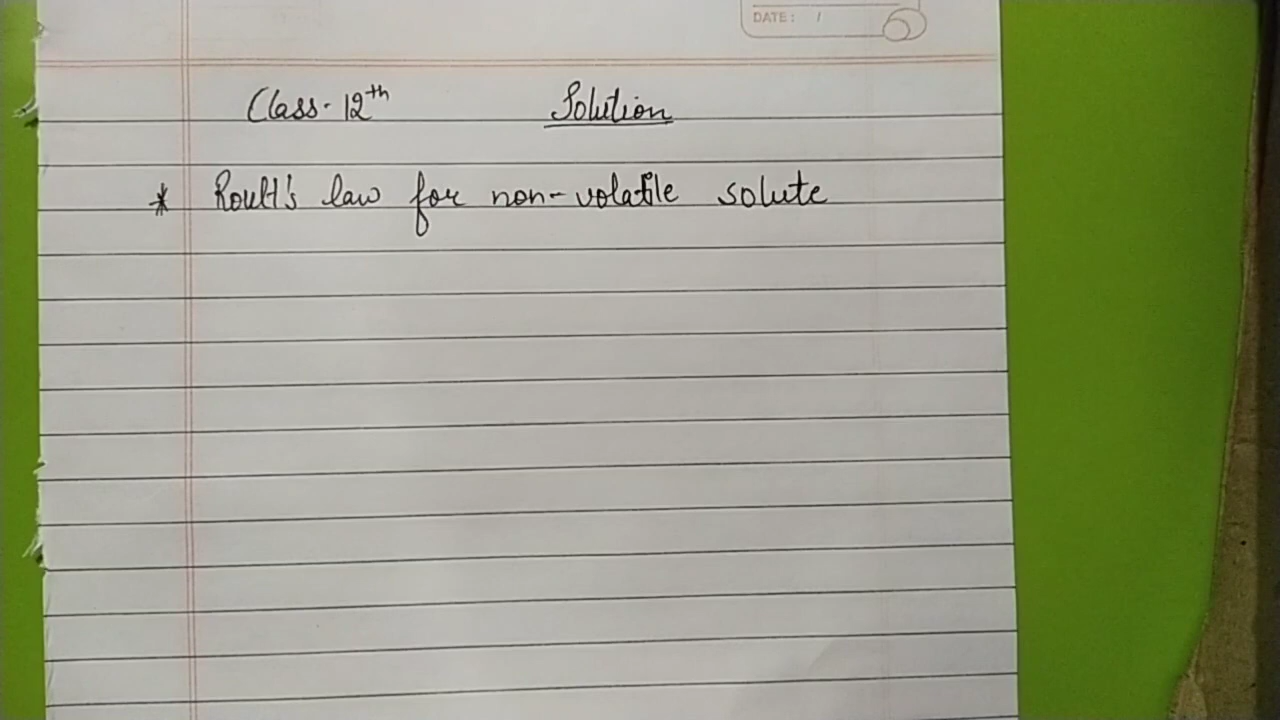 DATE: /
Class. 12th Solution
* Roult's law for non-volatile solute